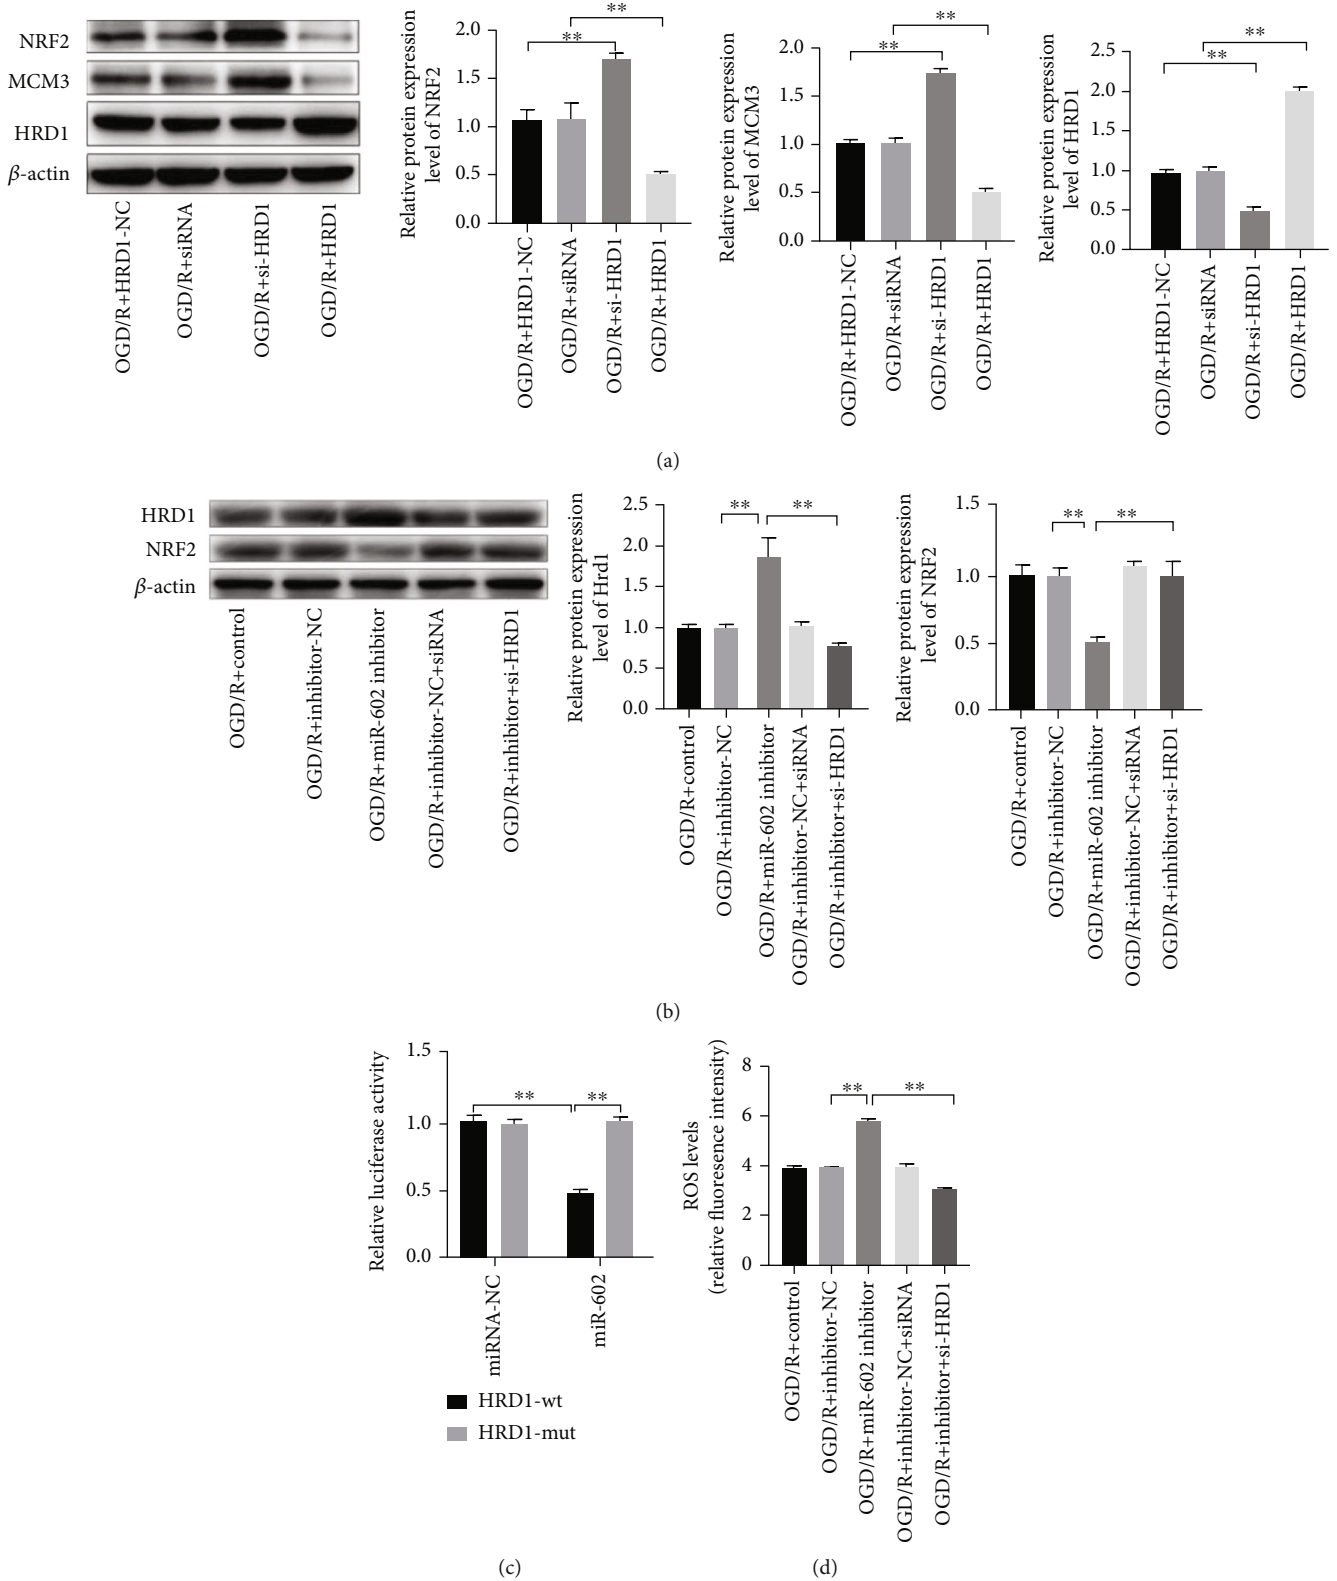 NRF2
MCM3
HRD1
β-actin
OGD/R+HRD1-NC
OGD/R+siRNA
OGD/R+si-HRD1
OGD/R+HRD1
Relative protein expression
level of NRF2
2.0
1.5
1.0
0.5
0.0
**
**
OGD/R+HRD1-NC
OGD/R+siRNA
OGD/R+si-HRD1
OGD/R+HRD1
Relative protein expression
level of MCM3
2.0
1.5
1.0
0.5
0.0
**
**
OGD/R+HRD1-NC
OGD/R+siRNA
OGD/R+si-HRD1
OGD/R+HRD1
Relative protein expression
level of HRD1
2.5
2.0
1.5
1.0
0.5
0.0
**
**
OGD/R+HRD1-NC
OGD/R+siRNA
OGD/R+si-HRD1
OGD/R+HRD1
(a)
HRD1
NRF2
β-actin
OGD/R+control
OGD/R+inhibitor-NC
OGD/R+miR-602 inhibitor
OGD/R+inhibitor-NC+siRNA
OGD/R+inhibitor+si-HRD1
Relative protein expression
level of Hrd1
2.5
2.0
1.5
1.0
0.5
0.0
**
**
OGD/R+control
OGD/R+inhibitor-NC
OGD/R+miR-602 inhibitor
OGD/R+inhibitor-NC+siRNA
OGD/R+inhibitor+si-HRD1
Relative protein expression
level of NRF2
1.5
1.0
0.5
0.0
**
**
OGD/R+control
OGD/R+inhibitor-NC
OGD/R+miR-602 inhibitor
OGD/R+inhibitor-NC+siRNA
OGD/R+inhibitor+si-HRD1
(b)
Relative luciferase activity
1.5
1.0
0.5
0.0
**
**
miRNA-NC
miR-602
HRD1-wt
HRD1-mut
(c)
ROS levels
(relative fluoresence intensity)
8
6
4
2
0
**
**
OGD/R+control
OGD/R+inhibitor-NC
OGD/R+miR-602 inhibitor
OGD/R+inhibitor-NC+siRNA
OGD/R+inhibitor+si-HRD1
(d)